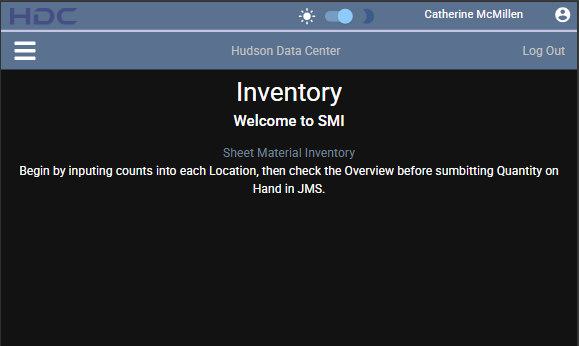 HDC
Catherine McMillen
Hudson Data Center
Log Out
Inventory
Welcome to SMI
Sheet Material Inventory
Begin by inputing counts into each Location, then check the Overview before sumbitting Quantity on
Hand in JMS.